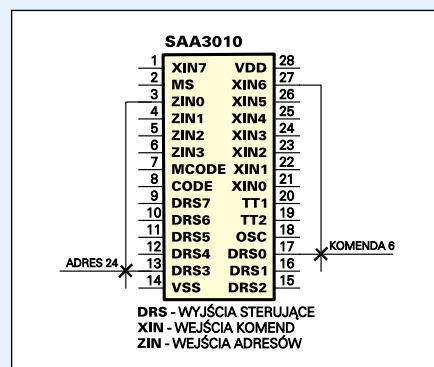 SAA3010
1 XIN7 VDD 28
2 MS XIN6 27
3 ZIN0 XIN5 26
4 ZIN1 XIN4 25
5 ZIN2 XIN3 24
6 ZIN3 XIN2 23
7 MCODE XIN1 22
8 CODE XIN0 21
9 DRS7 TT1 20
10 DRS6 TT2 19
11 DRS5 OSC 18
12 DRS4 DRS0 17 KOMENDA 6
ADRES 24 13 DRS3 DRS1 16
14 VSS DRS2 15
DRS - WYJŚCIA STERUJĄCE
XIN - WEJŚCIA KOMEND
ZIN - WEJŚCIA ADRESÓW